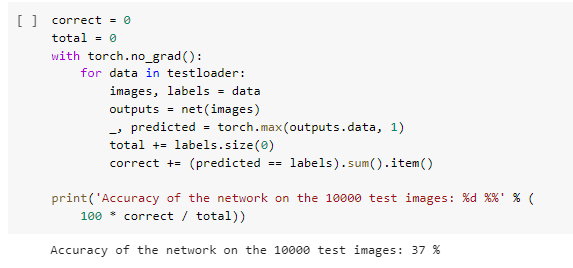 [ ] correct = 0
total = 0
with torch.no_grad():
    for data in testloader:
        images, labels = data
        outputs = net(images)
        _, predicted = torch.max(outputs.data, 1)
        total += labels.size(0)
        correct += (predicted == labels).sum().item()

print('Accuracy of the network on the 10000 test images: %d %%' % (
    100 * correct / total))
Accuracy of the network on the 10000 test images: 37 %